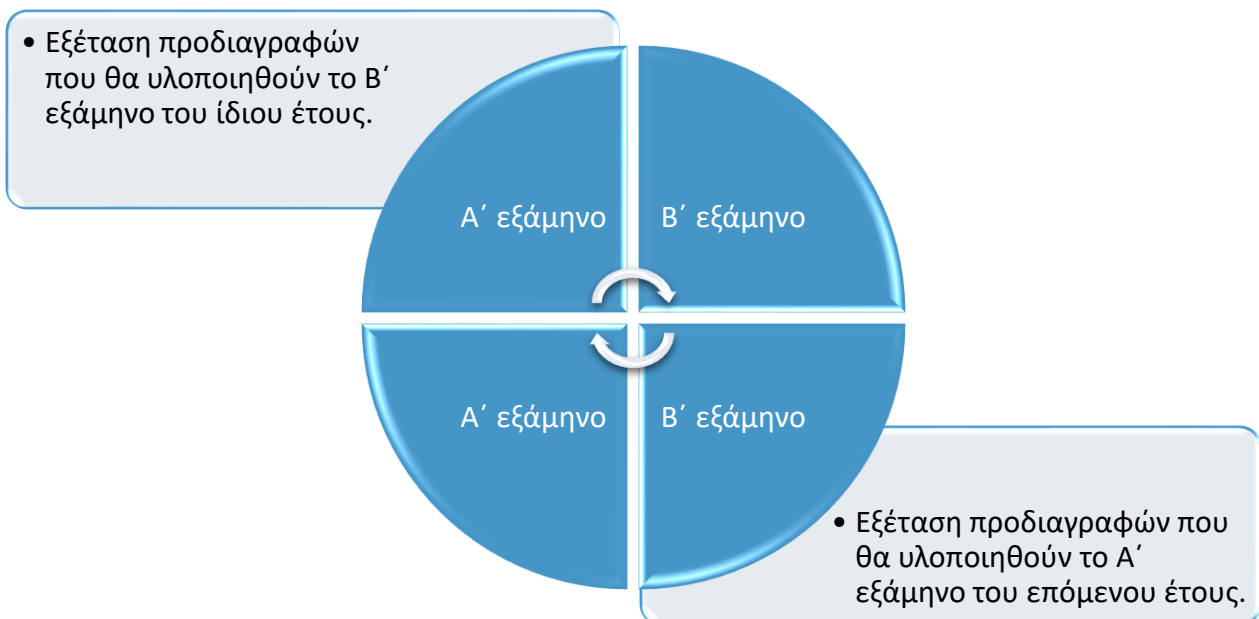 • Εξέταση προδιαγραφών
που θα υλοποιηθούν το Β΄
εξάμηνο του ίδιου έτους.
Α΄ εξάμηνο
Β΄ εξάμηνο
Α΄ εξάμηνο
Β΄ εξάμηνο
• Εξέταση προδιαγραφών που
θα υλοποιηθούν το Α΄
εξάμηνο του επόμενου έτους.